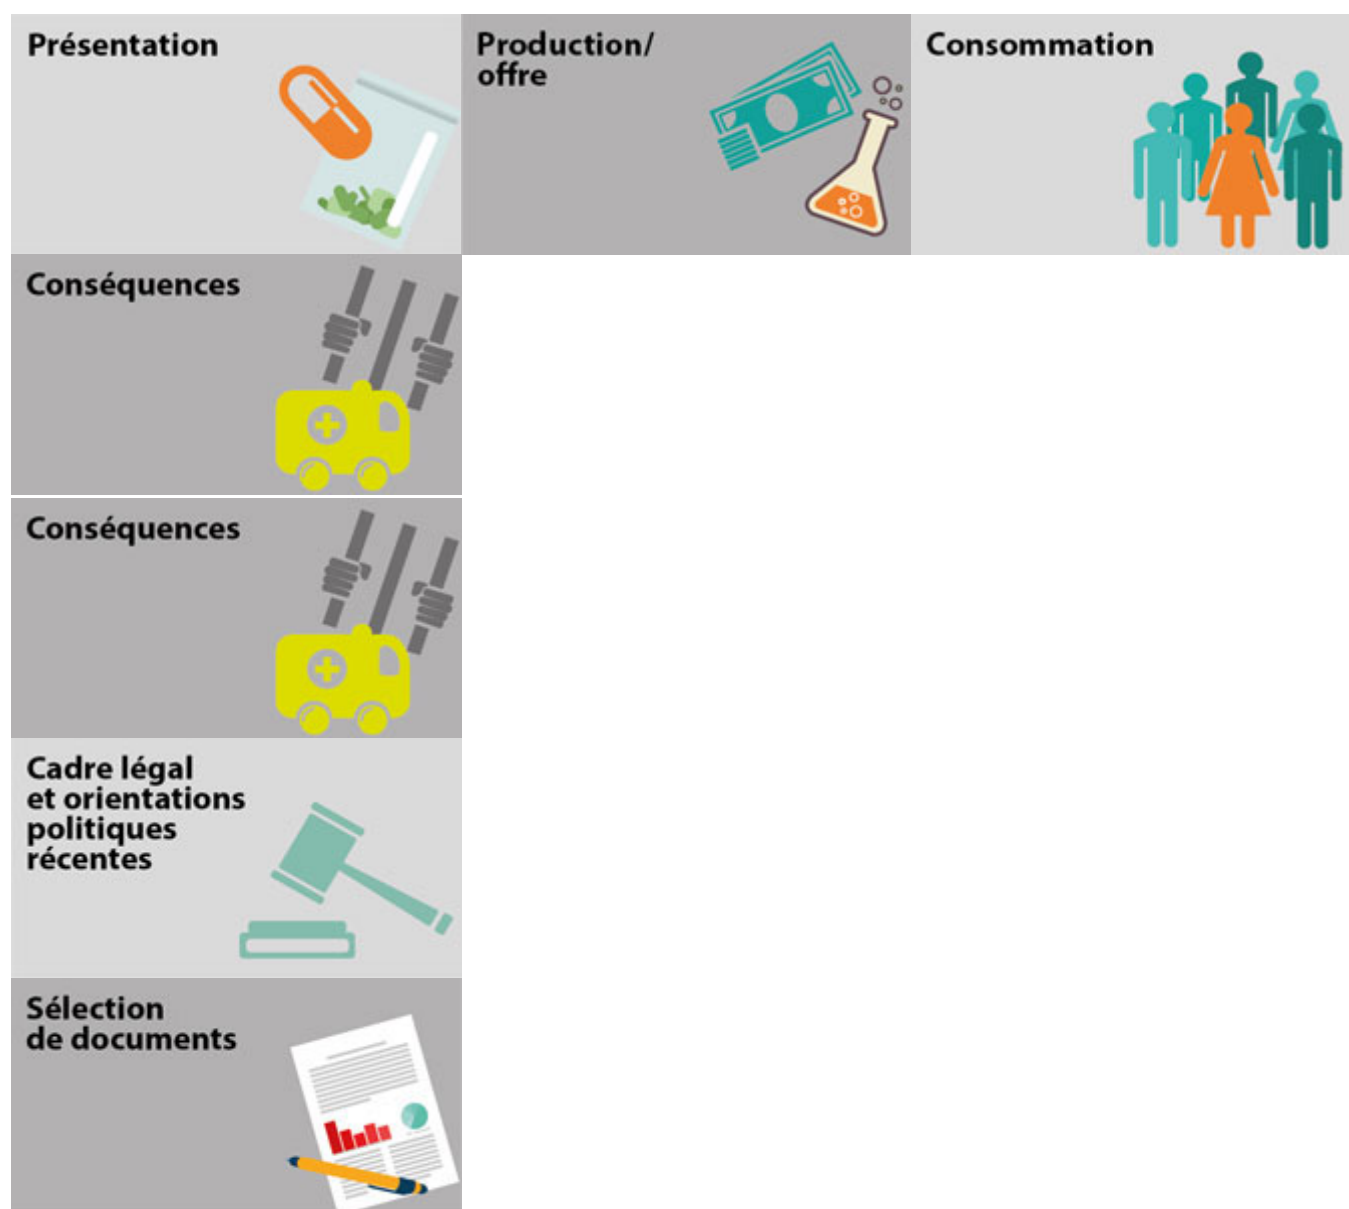 Présentation
Production/
offre
Consommation
Conséquences
Conséquences
Cadre légal
et orientations
politiques
récentes
Sélection
de documents